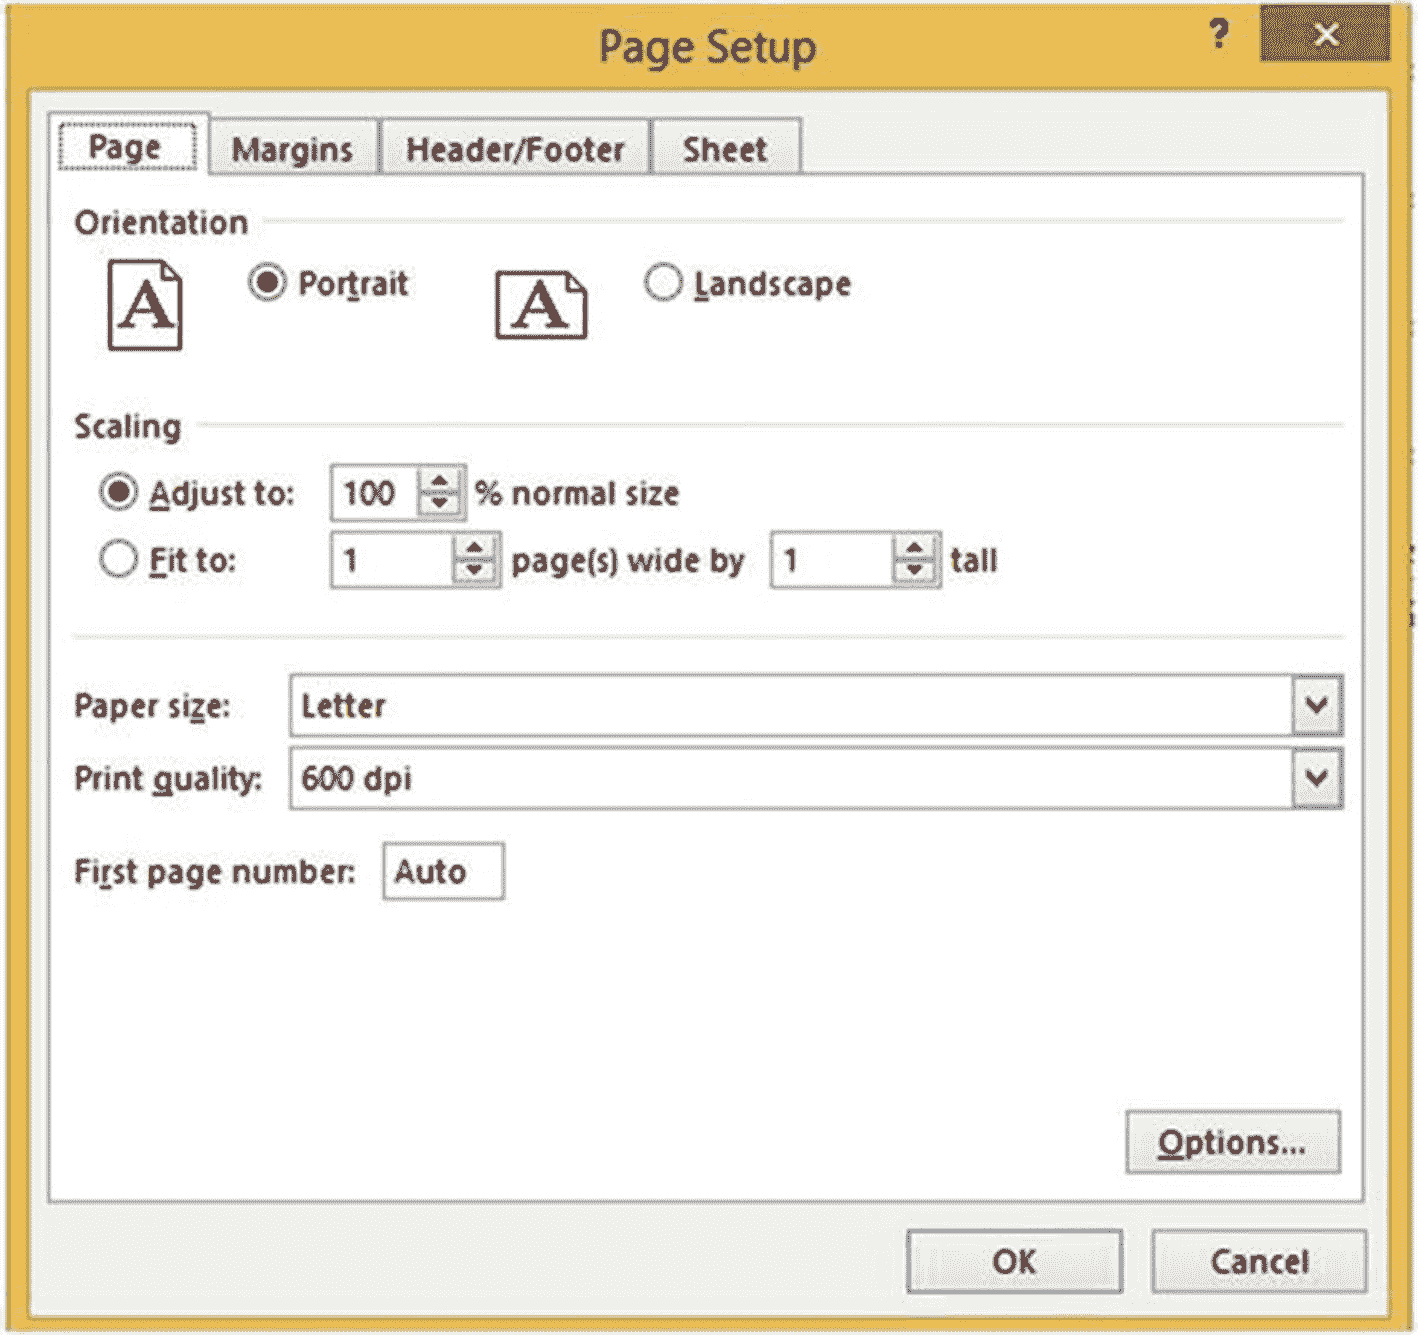 Page Setup ?
Page Margins Header/Footer Sheet
Orientation
A Portrait A Landscape
Scaling
Adjust to: 100 % normal size
Fit to: 1 page(s) wide by 1 tall
Paper size: Letter
Print quality: 600 dpi
First page number: Auto
Options...
OK Cancel